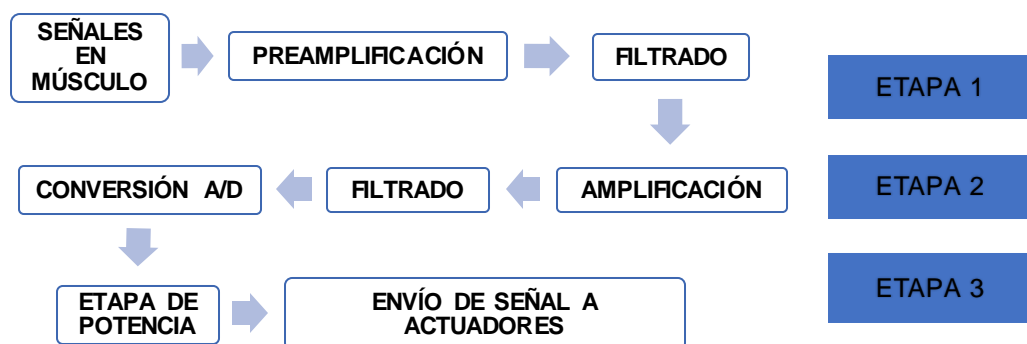 SEÑALES
EN
MÚSCULO
PREAMPLIFICACIÓN
FILTRADO
ETAPA 1
CONVERSIÓN A/D
FILTRADO
AMPLIFICACIÓN
ETAPA 2
ETAPA DE
POTENCIA
ENVÍO DE SEÑAL A
ACTUADORES
ETAPA 3